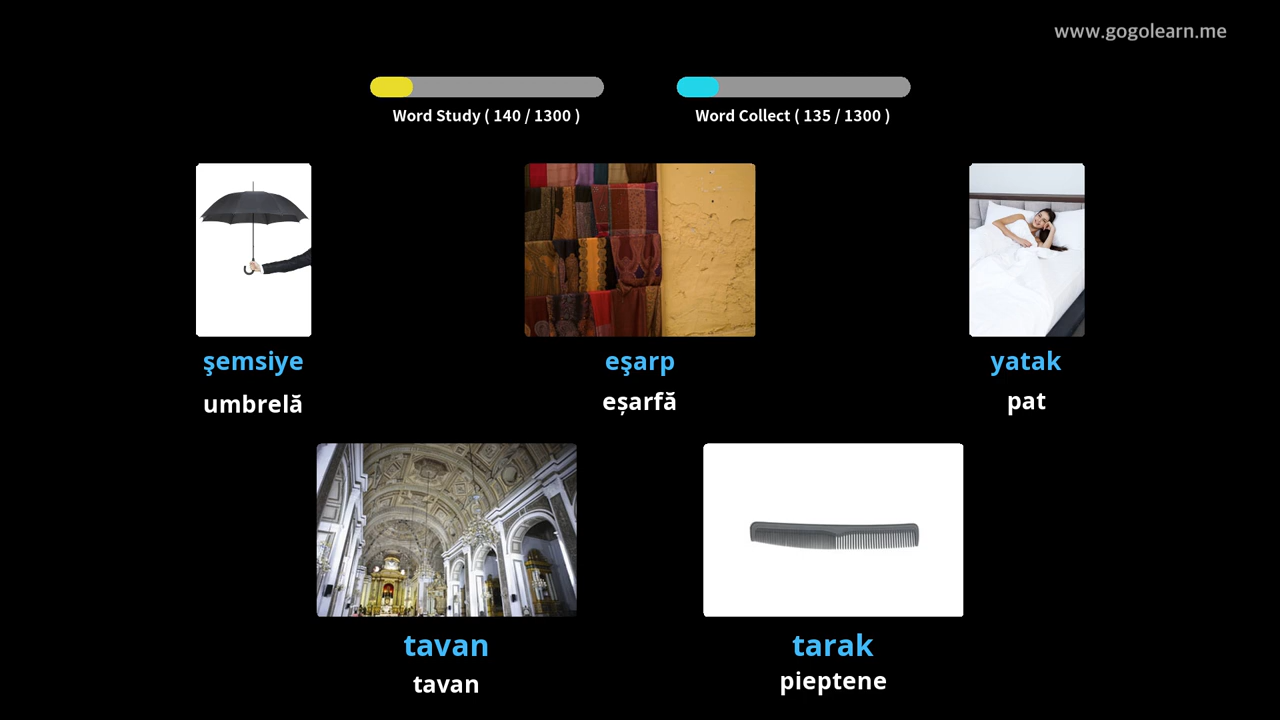 www.gogolearn.me
Word Study ( 140 / 1300 )
Word Collect ( 135 / 1300 )
şemsiye
eşarp
yatak
umbrelă
eșarfă
pat
tavan
tarak
tavan
pieptene